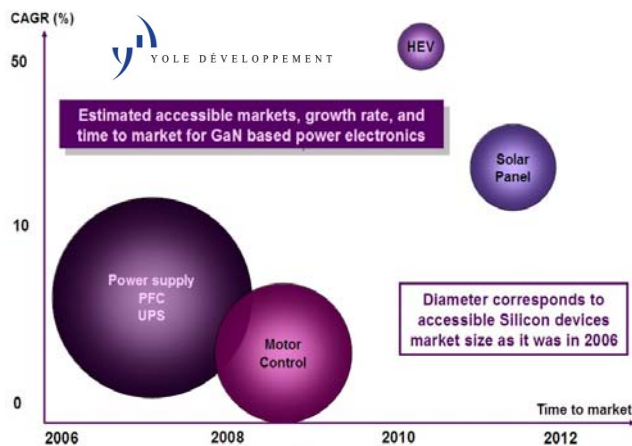 CAGR (%)
YOLE DÉVELOPPEMENT
HEV
50
Estimated accessible markets, growth rate, and
time to market for GaN based power electronics
Solar
Panel
10
Power supply
PFC
UPS
Diameter corresponds to
accessible Silicon devices
market size as it was in 2006
Motor
Control
0
Time to market
2006
2008
2010
2012